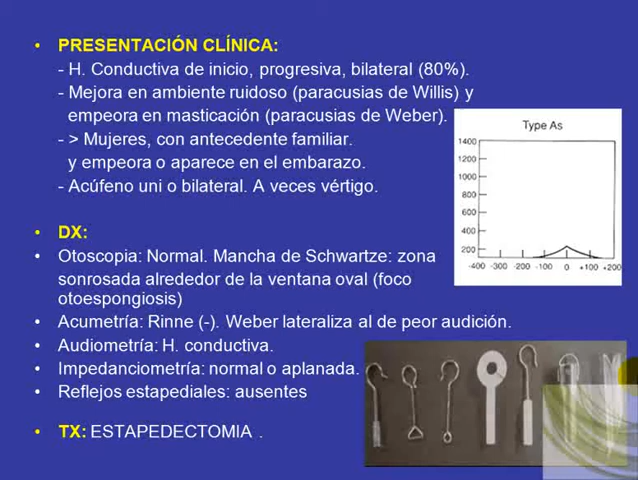 • PRESENTACIÓN CLÍNICA:
- H. Conductiva de inicio, progresiva, bilateral (80%).
- Mejora en ambiente ruidoso (paracusias de Willis) y
empeora en masticación (paracusias de Weber).
- > Mujeres, con antecedente familiar.
y empeora o aparece en el embarazo.
- Acúfeno uni o bilateral. A veces vértigo.
• DX:
• Otoscopia: Normal. Mancha de Schwartze: zona
sonrosada alrededor de la ventana oval (foco
otoespongiosis)
• Acumetría: Rinne (-). Weber lateraliza al de peor audición.
• Audiometría: H. conductiva.
• Impedanciometría: normal o aplanada.
• Reflejos estapediales: ausentes
• TX: ESTAPEDECTOMIA .
Type As
1400
1200
1000
800
600
400
200
-400 -300 -200 -100 0 +100 +200